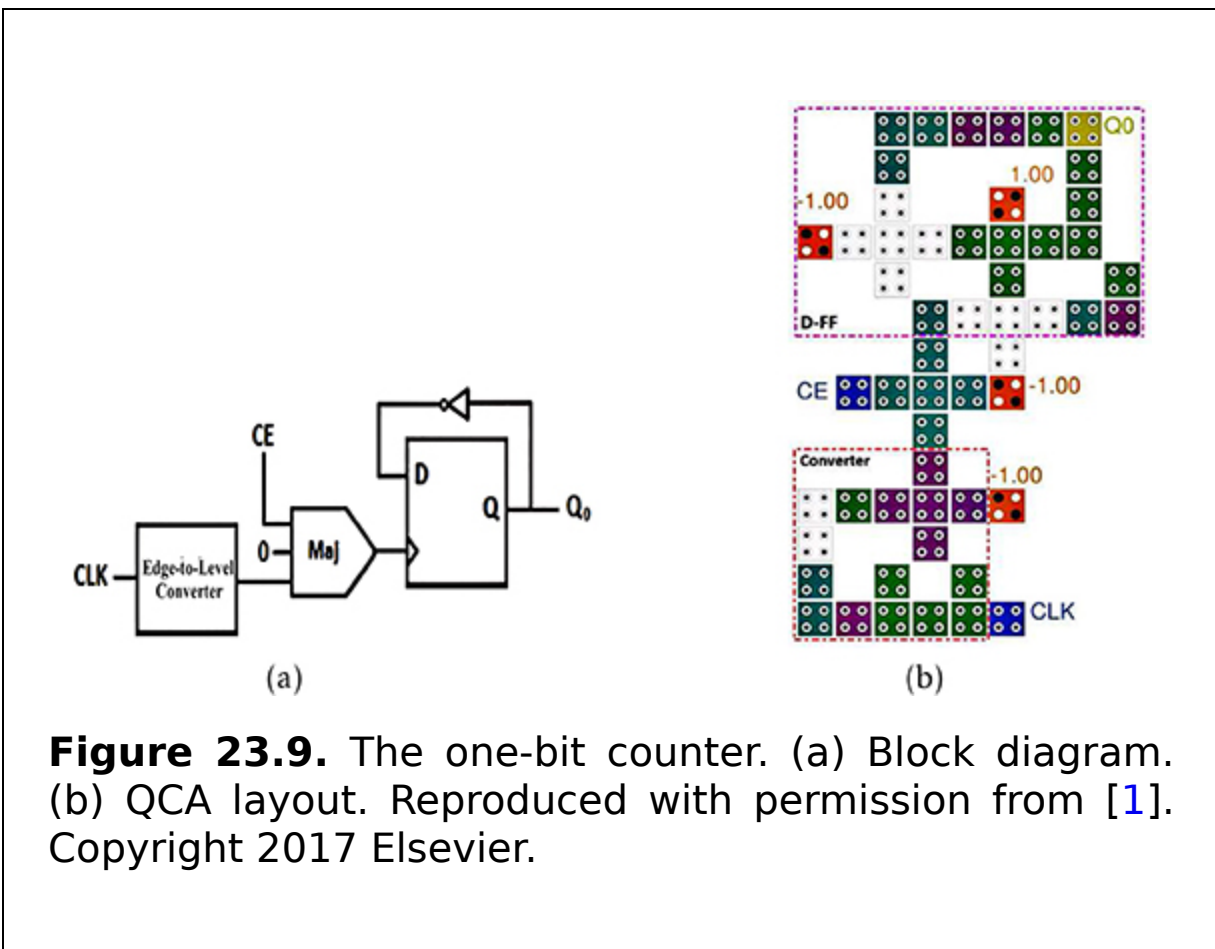 CE
CLK
Edge-to-Level
Converter
0
Maj
D
Q
Q₀
(a)
Q0
1.00
-1.00
D-FF
CE
-1.00
Converter
-1.00
CLK
(b)
Figure 23.9. The one-bit counter. (a) Block diagram.
(b) QCA layout. Reproduced with permission from [1].
Copyright 2017 Elsevier.